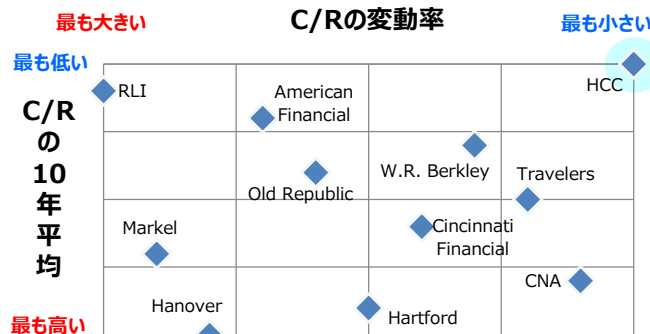 最も大きい
C/Rの変動率
最も小さい
最も低い
HCC
RLI
American
Financial
C/R
の
10
年
平
均
W.R. Berkley
Travelers
Old Republic
Markel
Cincinnati
Financial
CNA
Hanover
Hartford
最も高い